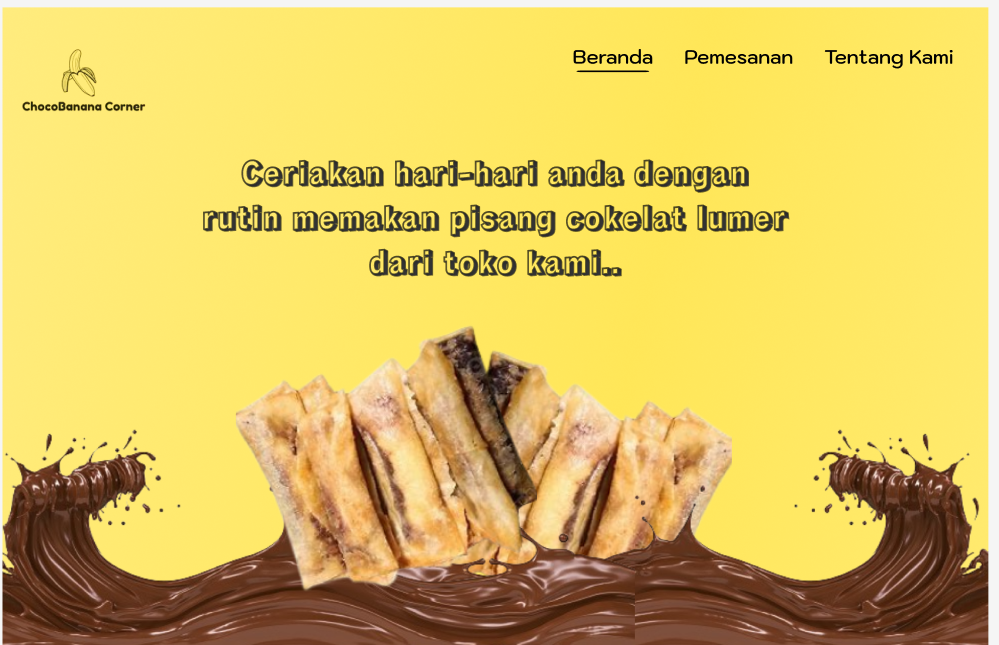 Beranda Pemesanan Tentang Kami
ChocoBanana Corner
Ceriakan hari-hari anda dengan
rutin memakan pisang cokelat lumer
dari toko kami..